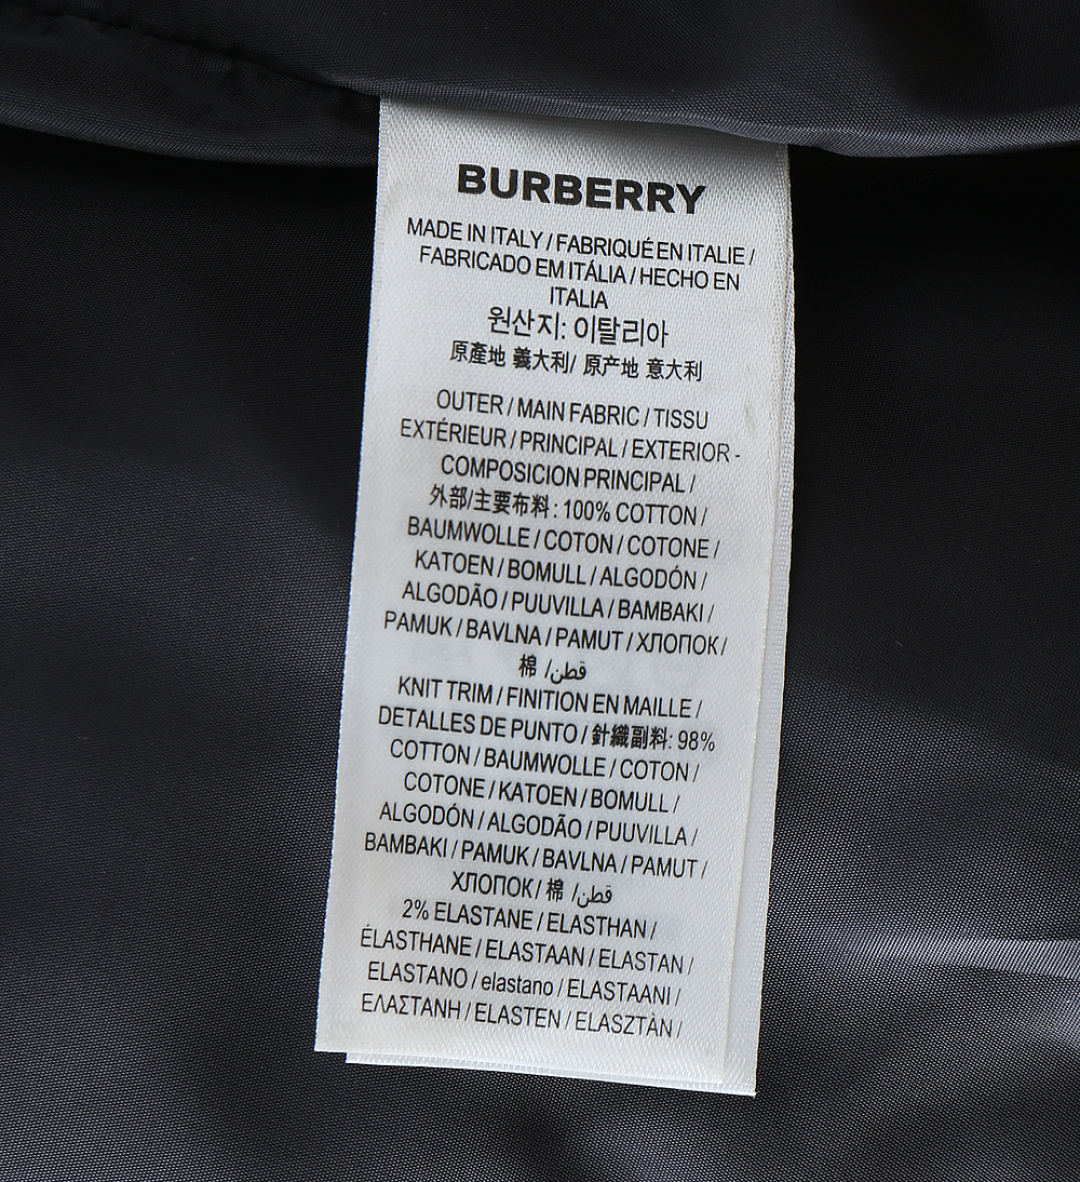 BURBERRY
MADE IN ITALY / FABRIQUÉ EN ITALIE /
FABRICADO EM ITÁLIA / HECHO EN
ITALIA
원산지: 이탈리아
原產地 義大利/ 原产地 意大利
OUTER / MAIN FABRIC / TISSU
EXTÉRIEUR / PRINCIPAL / EXTERIOR -
COMPOSICION PRINCIPAL /
外部/主要布料: 100% COTTON /
BAUMWOLLE / COTON / COTONE /
KATOEN / BOMULL / ALGODÓN /
ALGODÃO / PUUVILLA / BAMBAKI /
PAMUK / BAVLNA / PAMUT / ХЛОПОК /
棉 /قطن
KNIT TRIM / FINITION EN MAILLE /
DETALLES DE PUNTO / 針織副料: 98%
COTTON / BAUMWOLLE / COTON /
COTONE / KATOEN / BOMULL /
ALGODÓN / ALGODÃO / PUUVILLA /
BAMBAKI / PAMUK / BAVLNA / PAMUT /
ХЛОПОК / 棉 /قطن
2% ELASTANE / ELASTHAN /
ÉLASTHANE / ELASTAAN / ELASTAN /
ELASTANO / elastano / ELASTAANI /
ΕΛΑΣΤΑΝΗ / ELASTEN / ELASZTÀN /